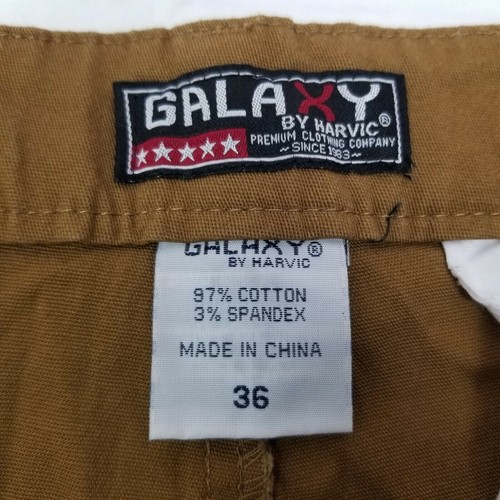 GALAXY
BY HARVIC®
PREMIUM CLOTHING COMPANY
~SINCE 1983~
GALAXY®
BY HARVIC
97% COTTON
3% SPANDEX
MADE IN CHINA
36